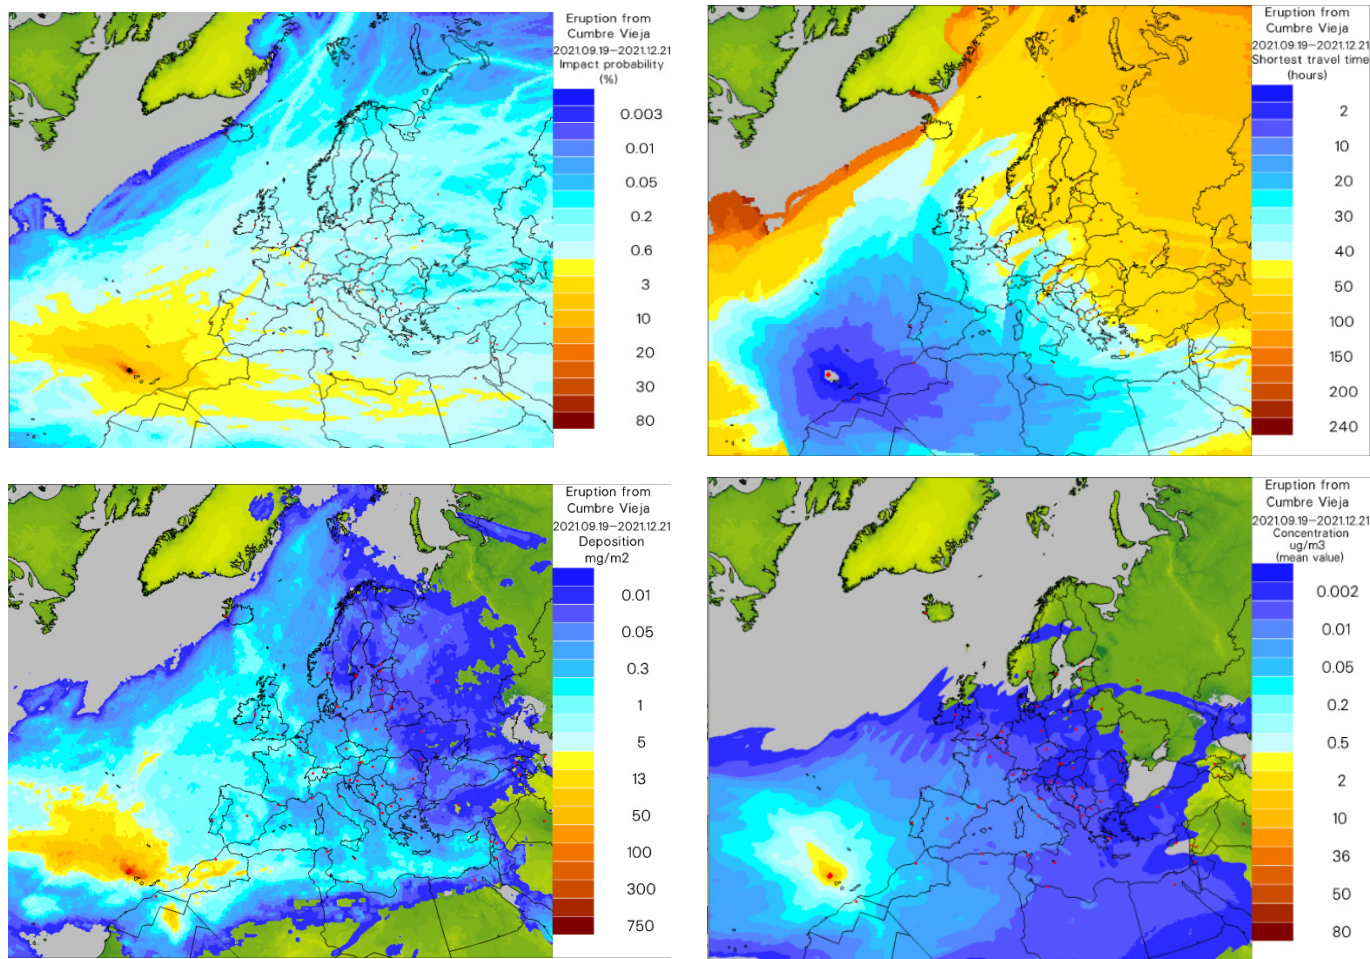 Eruption from
Cumbre Vieja
2021.09.19–2021.12.21
Impact probability
(%)
0.003
0.01
0.05
0.2
0.6
3
10
20
30
80
Eruption from
Cumbre Vieja
2021.09.19–2021.12.21
Shortest travel time
(hours)
2
10
20
30
40
50
100
150
200
240
Eruption from
Cumbre Vieja
2021.09.19–2021.12.21
Deposition
mg/m2
0.01
0.05
0.3
1
5
13
50
100
300
750
Eruption from
Cumbre Vieja
2021.09.19–2021.12.21
Concentration
ug/m3
(mean value)
0.002
0.01
0.05
0.2
0.5
2
10
36
50
80